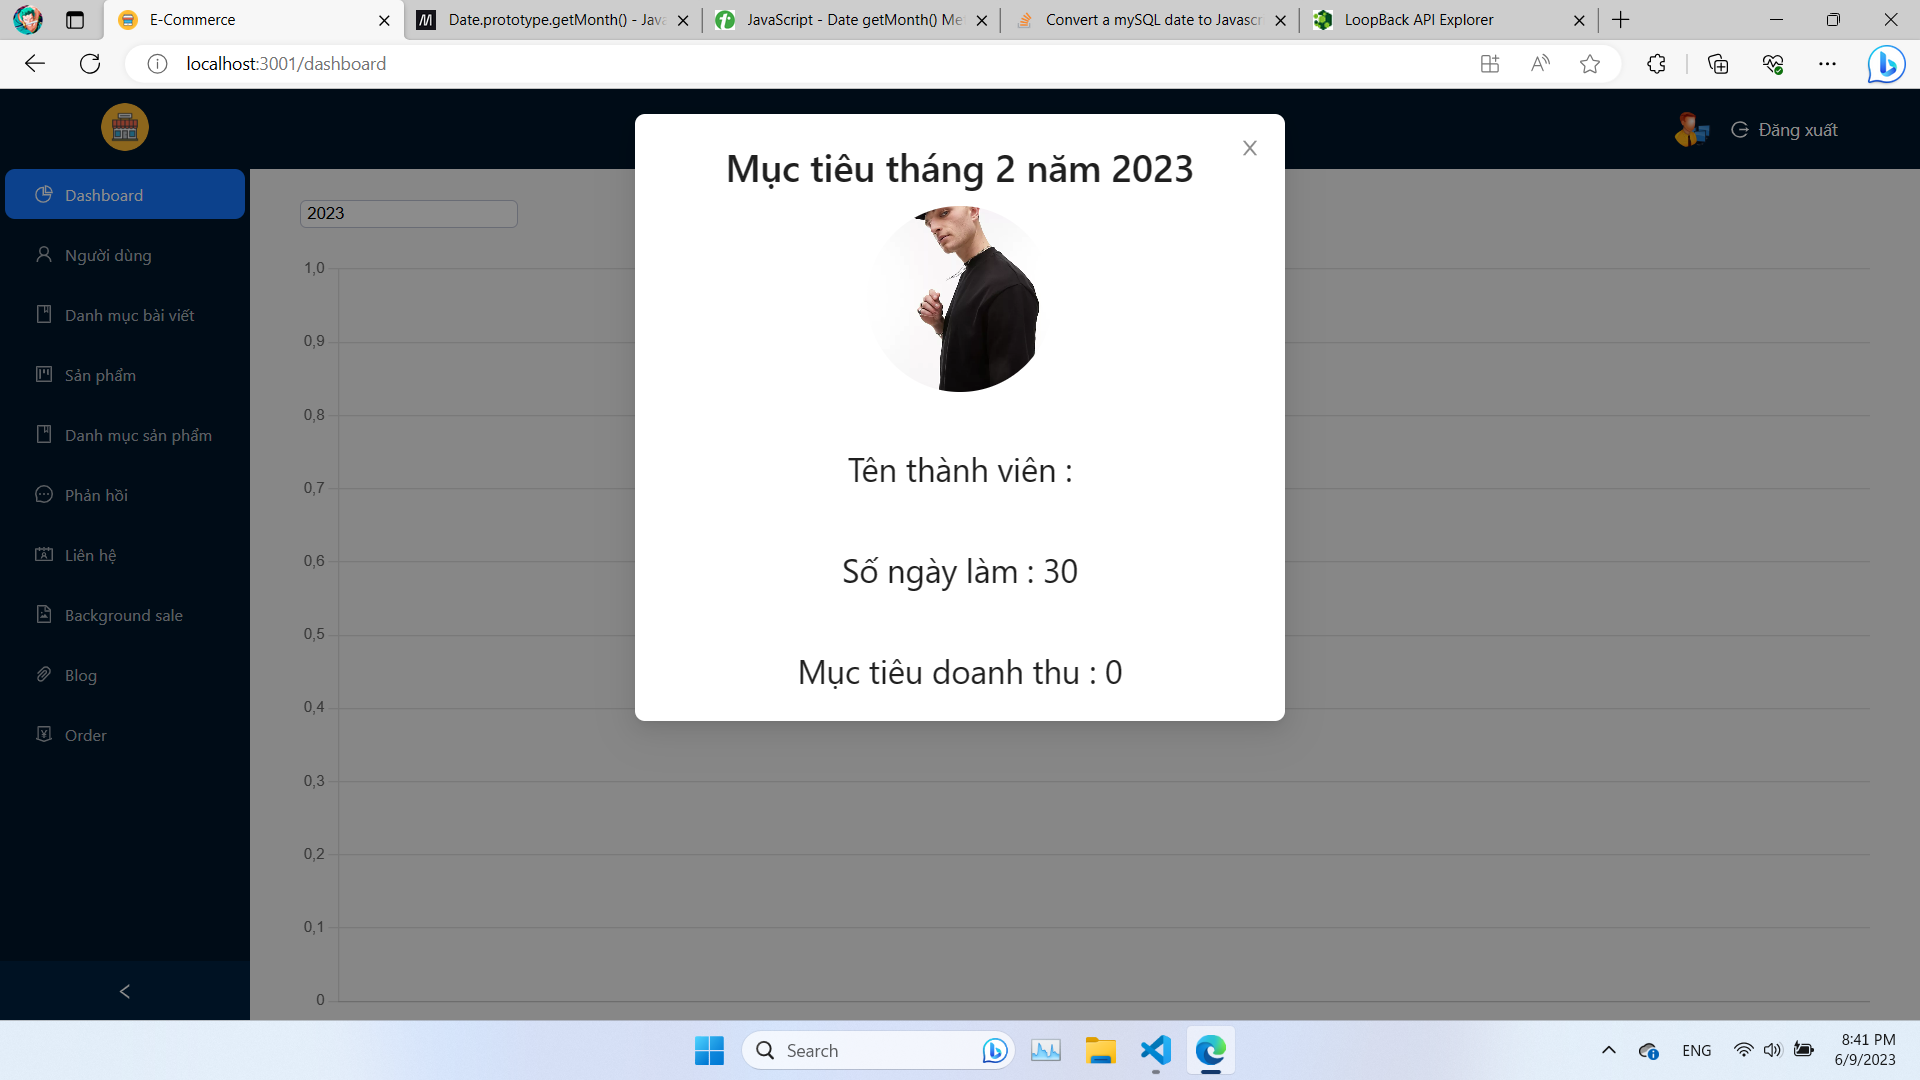 E-Commerce
Date.prototype.getMonth() - Java
JavaScript - Date getMonth() Me
Convert a mySQL date to Javascr
LoopBack API Explorer
localhost:3001/dashboard
Đăng xuất
Mục tiêu tháng 2 năm 2023
Tên thành viên :
Số ngày làm : 30
Mục tiêu doanh thu : 0
Dashboard
Người dùng
Danh mục bài viết
Sản phẩm
Danh mục sản phẩm
Phản hồi
Liên hệ
Background sale
Blog
Order
2023
1,0
0,9
0,8
0,7
0,6
0,5
0,4
0,3
0,2
0,1
0
Search
ENG
8:41 PM
6/9/2023